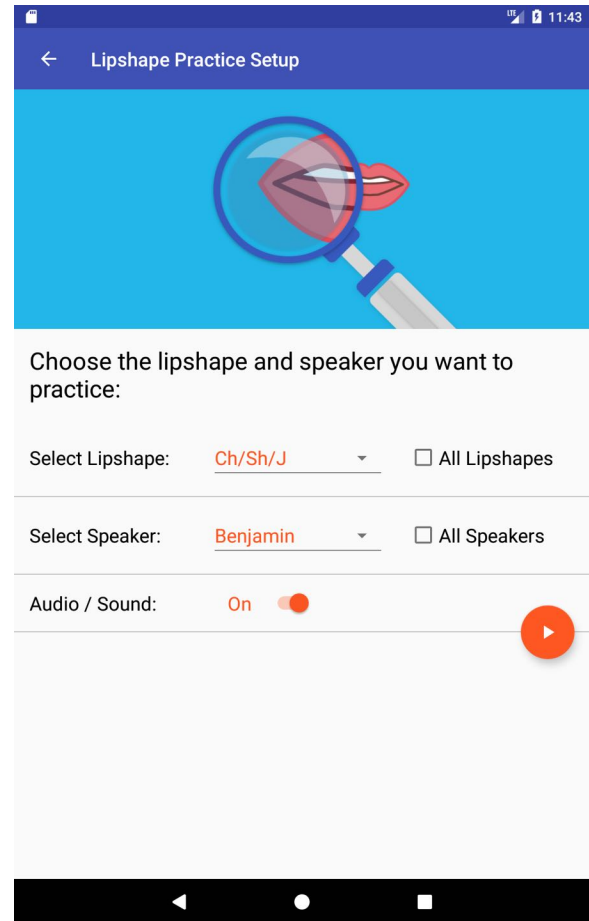 LTE 11:43
Lipshape Practice Setup
Choose the lipshape and speaker you want to
practice:
Select Lipshape: Ch/Sh/J All Lipshapes
Select Speaker: Benjamin All Speakers
Audio / Sound: On